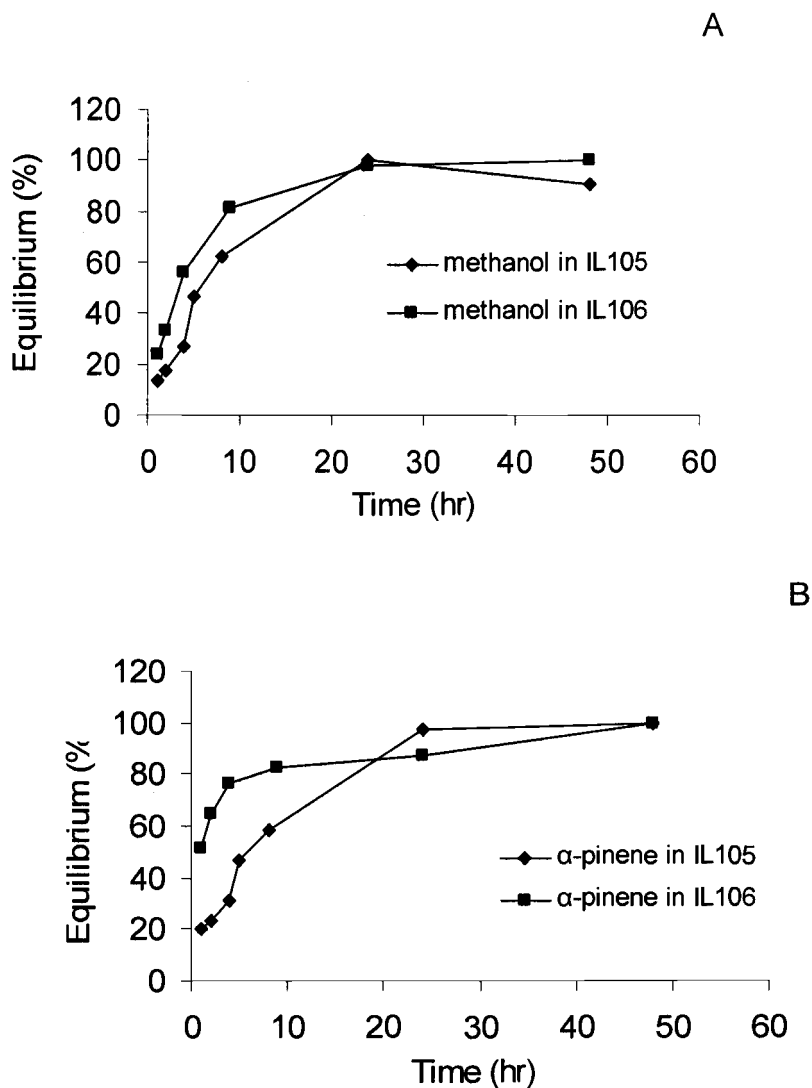 A
120
100
80
60
40
20
0
Equilibrium (%)
methanol in IL105
methanol in IL106
0 10 20 30 40 50 60
Time (hr)
B
120
100
80
60
40
20
0
Equilibrium (%
α-pinene in IL105
α-pinene in IL106
0 10 20 30 40 50 60
Time (hr)